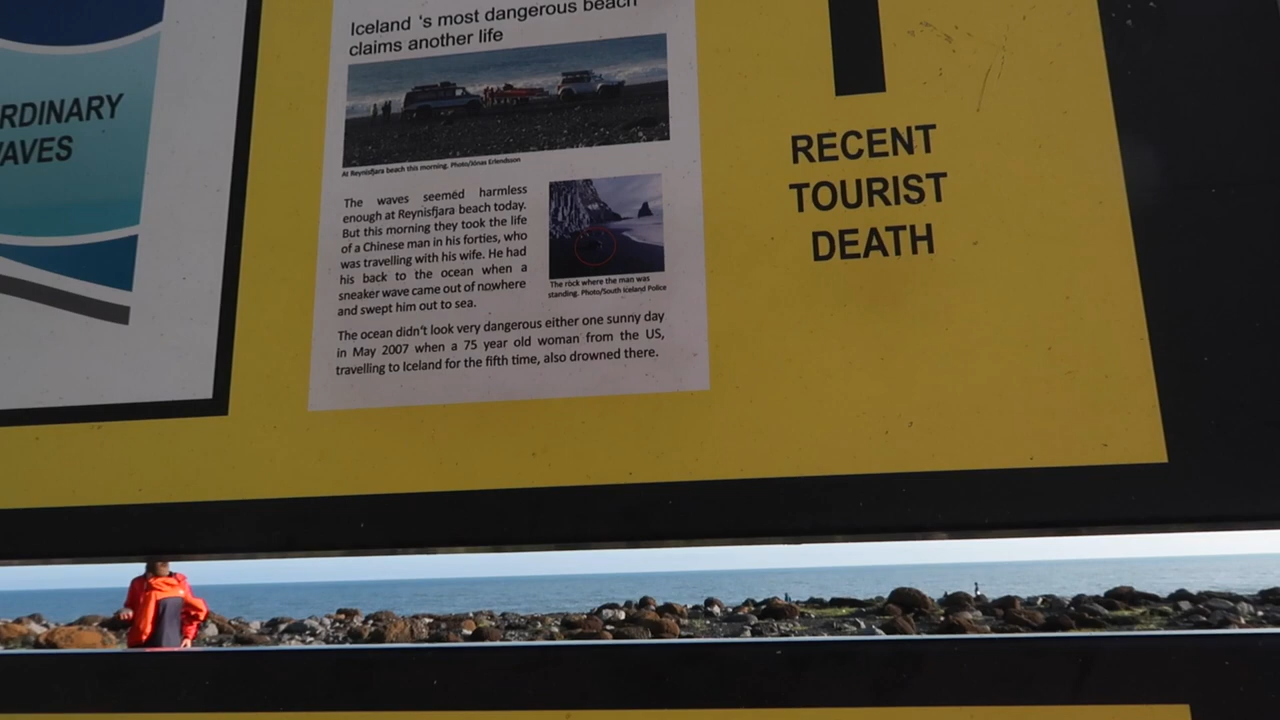 RDINARY
AVES
Iceland 's most dangerous beach
claims another life
At Reynisfjara beach this morning. Photo/Jónas Erlendsson
The waves seemed harmless
enough at Reynisfjara beach today.
But this morning they took the life
of a Chinese man in his forties, who
was travelling with his wife. He had
his back to the ocean when a
sneaker wave came out of nowhere
and swept him out to sea.
The rock where the man was
standing. Photo/South Iceland Police
The ocean didn't look very dangerous either one sunny day
in May 2007 when a 75 year old woman from the US,
travelling to Iceland for the fifth time, also drowned there.
RECENT
TOURIST
DEATH